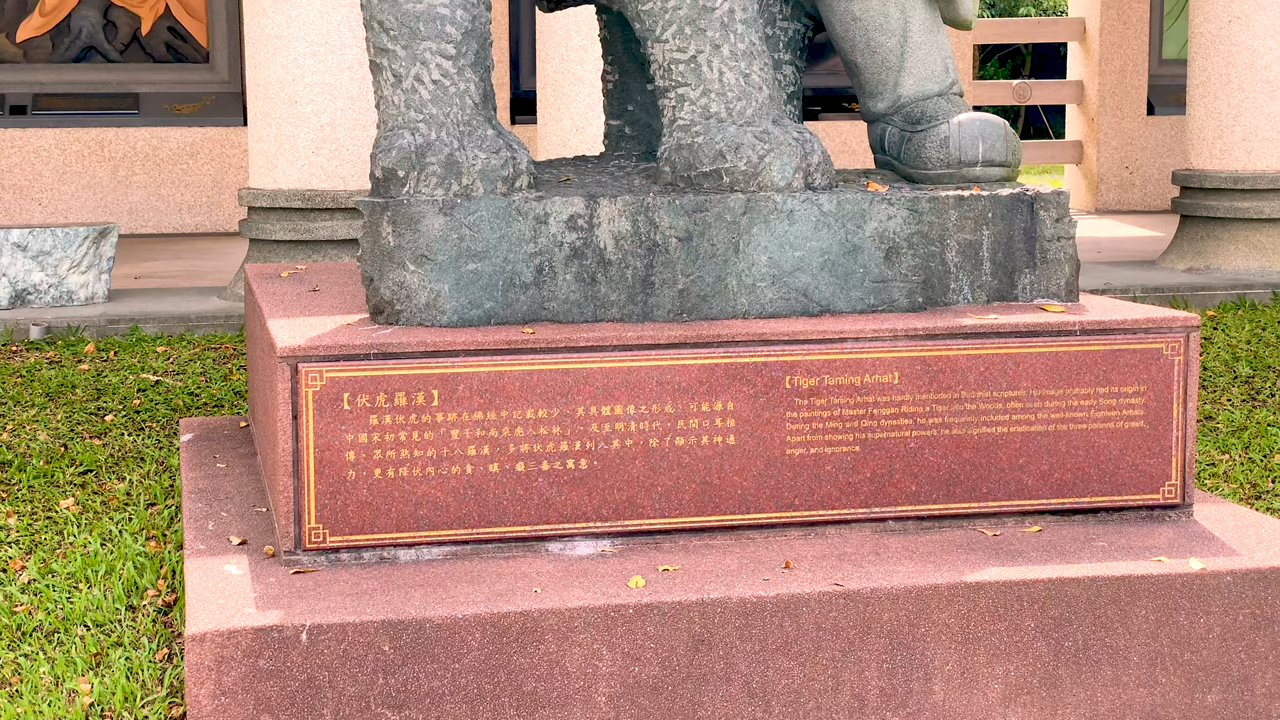 【伏虎羅漢】
羅漢伏虎的事跡在佛經中記載較少，其具體圖像之形成，可能源自
中國宋初常見的「豐干和尚乘虎入松林」，及至明清時代，民間口耳相
傳、眾所熟知的十八羅漢，多將伏虎羅漢列入其中，除了顯示其神通
力，更有降伏內心的貪、瞋、癡三毒之寓意。
【Tiger Taming Arhat】
The Tiger Taming Arhat was hardly mentioned in Buddhist scriptures. His image probably had its origin in
the paintings of Master Fenggan Riding a Tiger into the Woods, often seen during the early Song dynasty.
During the Ming and Qing dynasties, he was frequently included among the well-known Eighteen Arhats.
Apart from showing his supernatural powers, he also signified the eradication of the three poisons of greed,
anger, and ignorance.